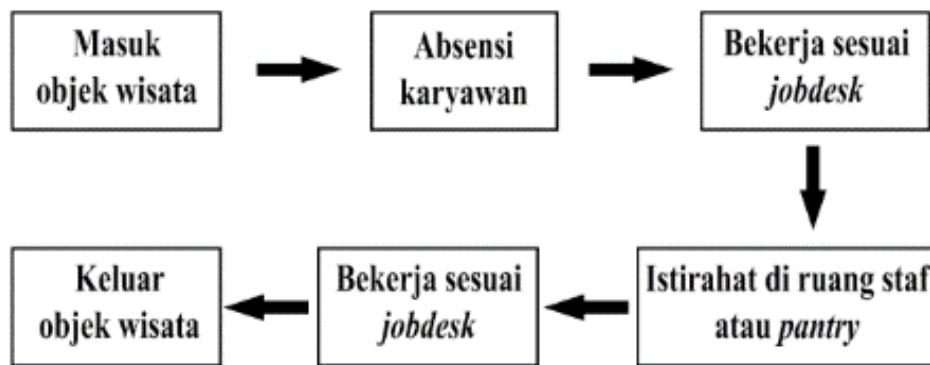 Masuk
objek wisata
Absensi
karyawan
Bekerja sesuai
jobdesk
Istirahat di ruang staf
atau pantry
Bekerja sesuai
jobdesk
Keluar
objek wisata